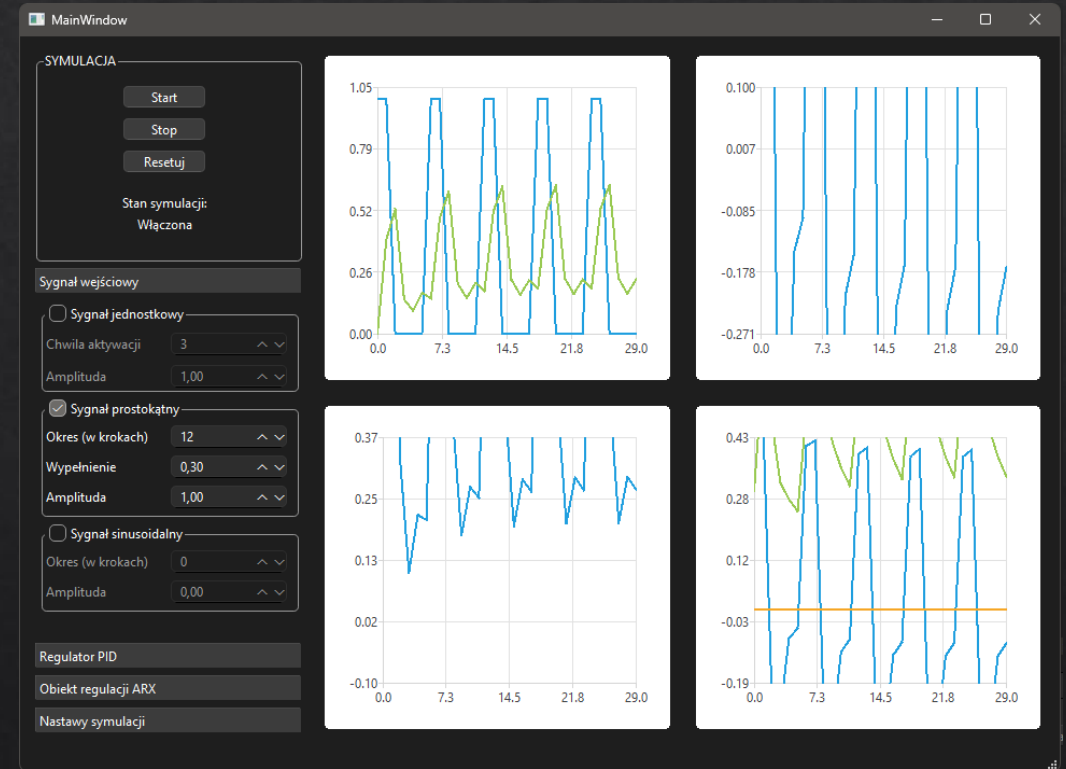 MainWindow
SYMULACJA
Start
Stop
Resetuj
Stan symulacji:
Włączona
Sygnał wejściowy
Sygnał jednostkowy
Chwila aktywacji 3
Amplituda 1,00
Sygnał prostokątny
Okres (w krokach) 12
Wypełnienie 0,30
Amplituda 1,00
Sygnał sinusoidalny
Okres (w krokach) 0
Amplituda 0,00
Regulator PID
Obiekt regulacji ARX
Nastawy symulacji
1.05
0.79
0.52
0.26
0.00
0.0 7.3 14.5 21.8 29.0
0.100
0.007
-0.085
-0.178
-0.271
0.0 7.3 14.5 21.8 29.0
0.37
0.25
0.13
0.02
-0.10
0.0 7.3 14.5 21.8 29.0
0.43
0.28
0.12
-0.03
-0.19
0.0 7.3 14.5 21.8 29.0